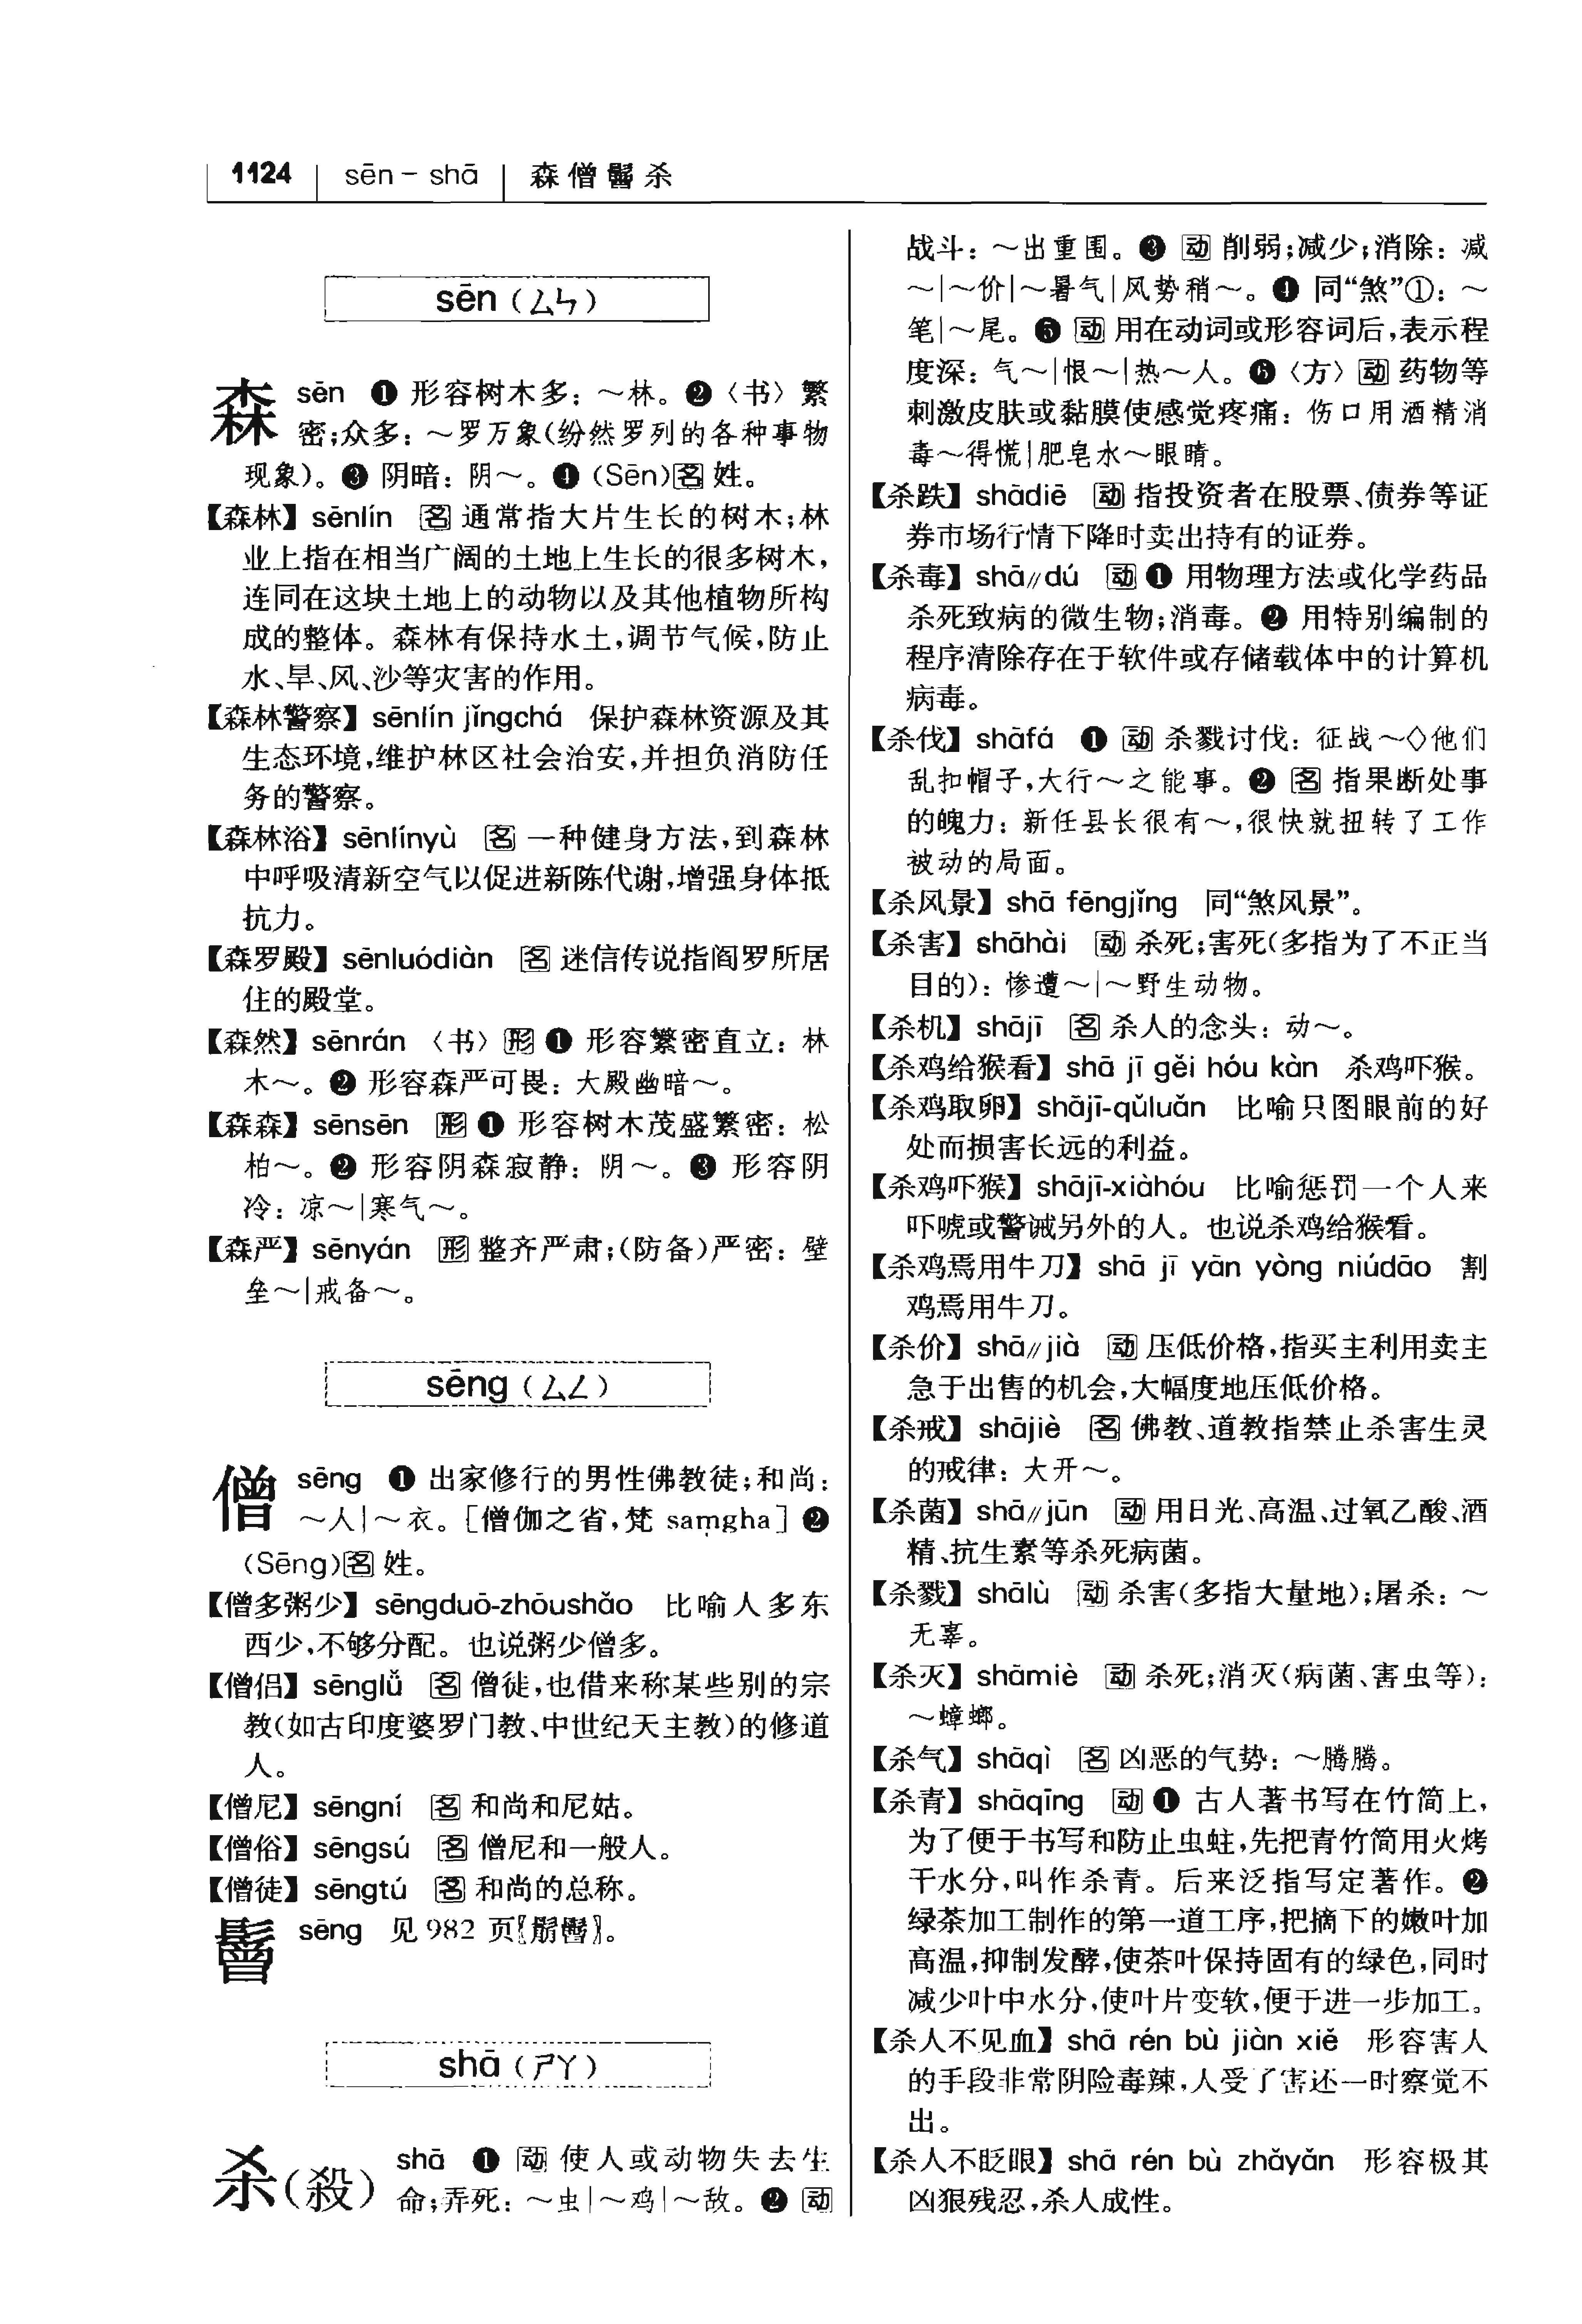 1124 sēn – shā 森僧鬙杀
sēn（ㄙㄣ）
森 sēn ❶ 形容树木多：～林。❷〈书〉繁
密；众多：～罗万象（纷然罗列的各种事物
现象）。❸ 阴暗：阴～。❹（Sēn）名 姓。
【森林】sēnlín 名 通常指大片生长的树木；林
业上指在相当广阔的土地上生长的很多树木，
连同在这块土地上的动物以及其他植物所构
成的整体。森林有保持水土，调节气候，防止
水、旱、风、沙等灾害的作用。
【森林警察】sēnlín jǐngchá 保护森林资源及其
生态环境，维护林区社会治安，并担负消防任
务的警察。
【森林浴】sēnlínyù 名 一种健身方法，到森林
中呼吸清新空气以促进新陈代谢，增强身体抵
抗力。
【森罗殿】sēnluódiàn 名 迷信传说指阎罗所居
住的殿堂。
【森然】sēnrán 〈书〉形 ❶ 形容繁密直立：林
木～。❷ 形容森严可畏：大殿幽暗～。
【森森】sēnsēn 形 ❶ 形容树木茂盛繁密：松
柏～。❷ 形容阴森寂静：阴～。❸ 形容阴
冷：凉～|寒气～。
【森严】sēnyán 形 整齐严肃；（防备）严密：壁
垒～|戒备～。
sēng（ㄙㄥ）
僧 sēng ❶ 出家修行的男性佛教徒；和尚：
～人|～衣。［僧伽之省，梵 saṃgha］❷
（Sēng）名 姓。
【僧多粥少】sēngduō-zhōushǎo 比喻人多东
西少，不够分配。也说粥少僧多。
【僧侣】sēnglǚ 名 僧徒，也借来称某些别的宗
教（如古印度婆罗门教、中世纪天主教）的修道
人。
【僧尼】sēngní 名 和尚和尼姑。
【僧俗】sēngsú 名 僧尼和一般人。
【僧徒】sēngtú 名 和尚的总称。
鬙 sēng 见 982 页〖鬅鬙〗。
shā（ㄕㄚ）
杀（殺） shā ❶ 动 使人或动物失去生
命；弄死：～虫|～鸡|～敌。❷ 动
战斗：～出重围。❸ 动 削弱；减少；消除：减
～|～价|～暑气|风势稍～。❹ 同“煞”①：～
笔|～尾。❺ 动 用在动词或形容词后，表示程
度深：气～|恨～|热～人。❻〈方〉动 药物等
刺激皮肤或黏膜使感觉疼痛：伤口用酒精消
毒～得慌|肥皂水～眼睛。
【杀跌】shādiē 动 指投资者在股票、债券等证
券市场行情下降时卖出持有的证券。
【杀毒】shā∥dú 动 ❶ 用物理方法或化学药品
杀死致病的微生物；消毒。❷ 用特别编制的
程序清除存在于软件或存储载体中的计算机
病毒。
【杀伐】shāfá ❶ 动 杀戮讨伐：征战～◇他们
乱扣帽子，大行～之能事。❷ 名 指果断处事
的魄力：新任县长很有～，很快就扭转了工作
被动的局面。
【杀风景】shā fēngjǐng 同“煞风景”。
【杀害】shāhài 动 杀死；害死（多指为了不正当
目的）：惨遭～|～野生动物。
【杀机】shājī 名 杀人的念头：动～。
【杀鸡给猴看】shā jī gěi hóu kàn 杀鸡吓猴。
【杀鸡取卵】shājī-qǔluǎn 比喻只图眼前的好
处而损害长远的利益。
【杀鸡吓猴】shājī-xiàhóu 比喻惩罚一个人来
吓唬或警诫另外的人。也说杀鸡给猴看。
【杀鸡焉用牛刀】shā jī yān yòng niúdāo 割
鸡焉用牛刀。
【杀价】shā∥jià 动 压低价格，指买主利用卖主
急于出售的机会，大幅度地压低价格。
【杀戒】shājiè 名 佛教、道教指禁止杀害生灵
的戒律：大开～。
【杀菌】shā∥jūn 动 用日光、高温、过氧乙酸、酒
精、抗生素等杀死病菌。
【杀戮】shālù 动 杀害（多指大量地）；屠杀：～
无辜。
【杀灭】shāmiè 动 杀死；消灭（病菌、害虫等）：
～蟑螂。
【杀气】shāqì 名 凶恶的气势：～腾腾。
【杀青】shāqīng 动 ❶ 古人著书写在竹简上，
为了便于书写和防止虫蛀，先把青竹简用火烤
干水分，叫作杀青。后来泛指写定著作。❷
绿茶加工制作的第一道工序，把摘下的嫩叶加
高温，抑制发酵，使茶叶保持固有的绿色，同时
减少叶中水分，使叶片变软，便于进一步加工。
【杀人不见血】shā rén bù jiàn xiě 形容害人
的手段非常阴险毒辣，人受了害还一时察觉不
出。
【杀人不眨眼】shā rén bù zhǎyǎn 形容极其
凶狠残忍，杀人成性。